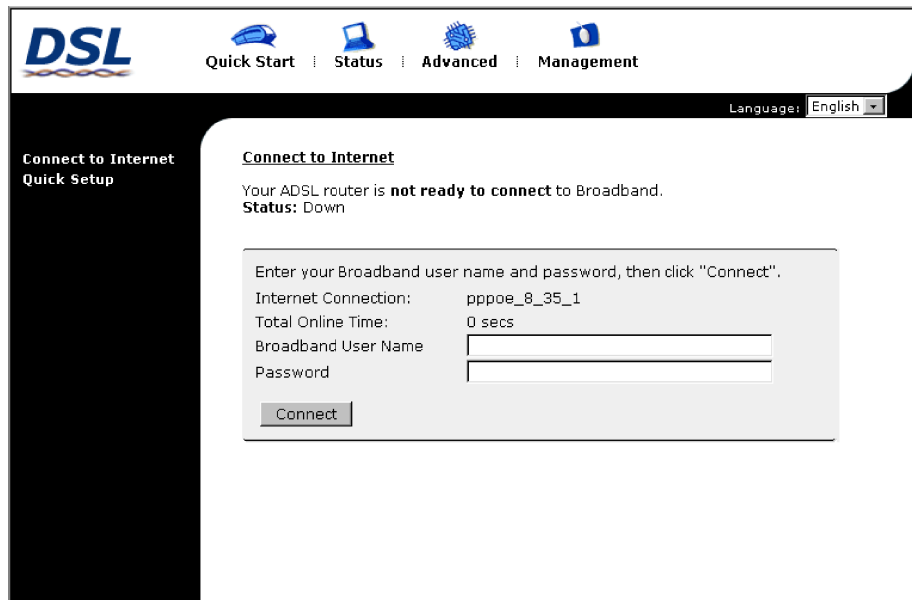 DSL
Quick Start
Status
Advanced
Management
Language: English
Connect to Internet
Quick Setup
Connect to Internet
Your ADSL router is not ready to connect to Broadband.
Status: Down
Enter your Broadband user name and password, then click "Connect".
Internet Connection: pppoe_8_35_1
Total Online Time: 0 secs
Broadband User Name
Password
Connect